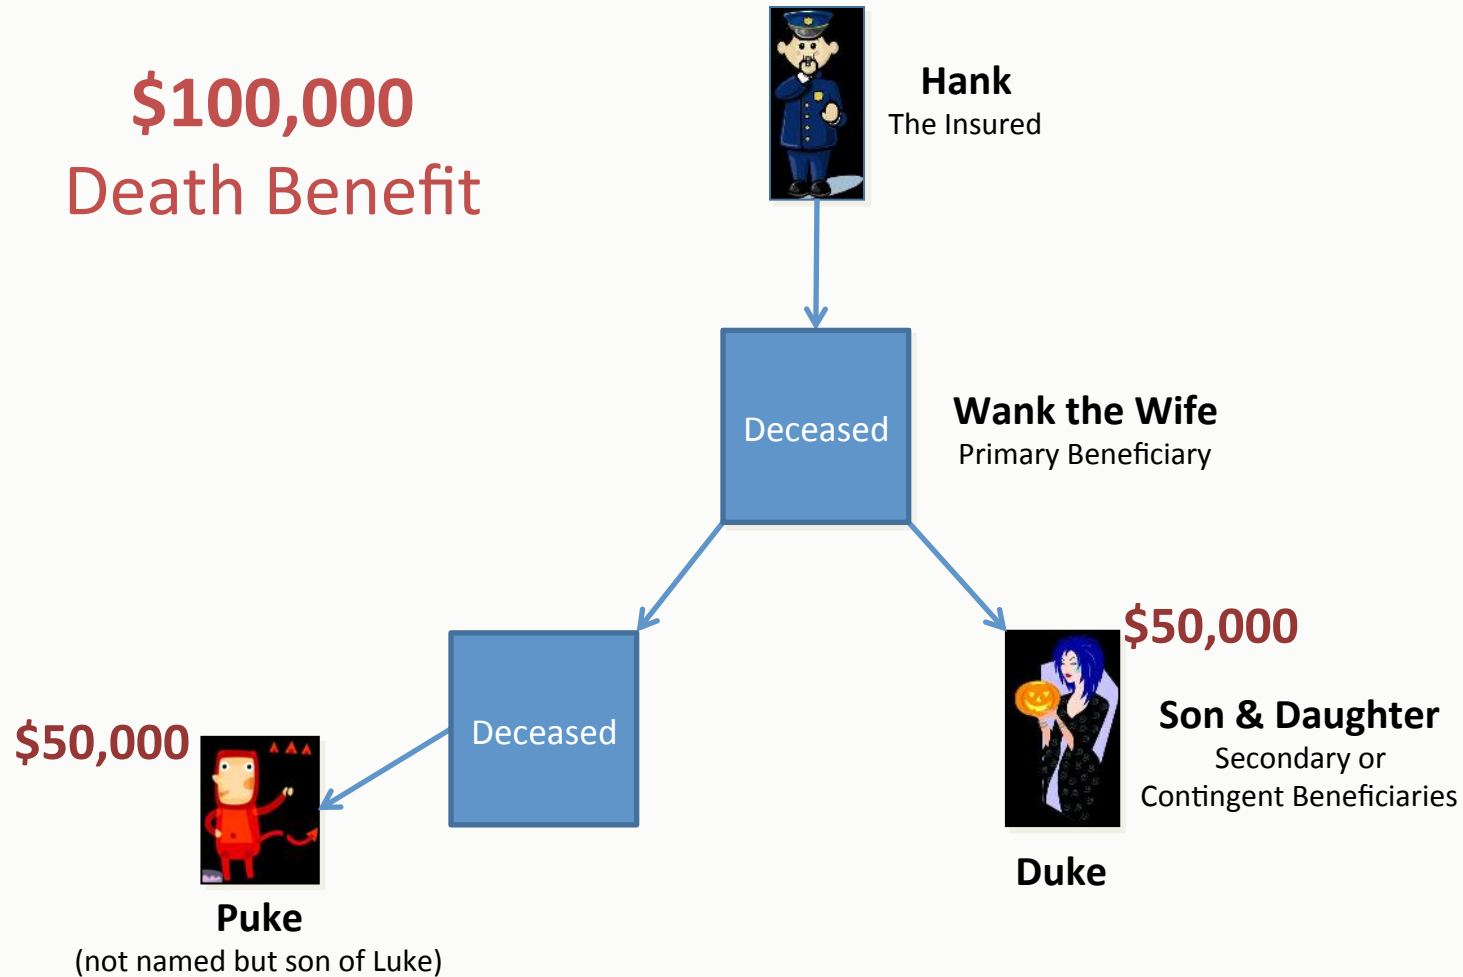 $100,000
Death Benefit
Hank
The Insured
Deceased
Wank the Wife
Primary Beneficiary
$50,000
Son & Daughter
Secondary or
Contingent Beneficiaries
Duke
Deceased
$50,000
Puke
(not named but son of Luke)